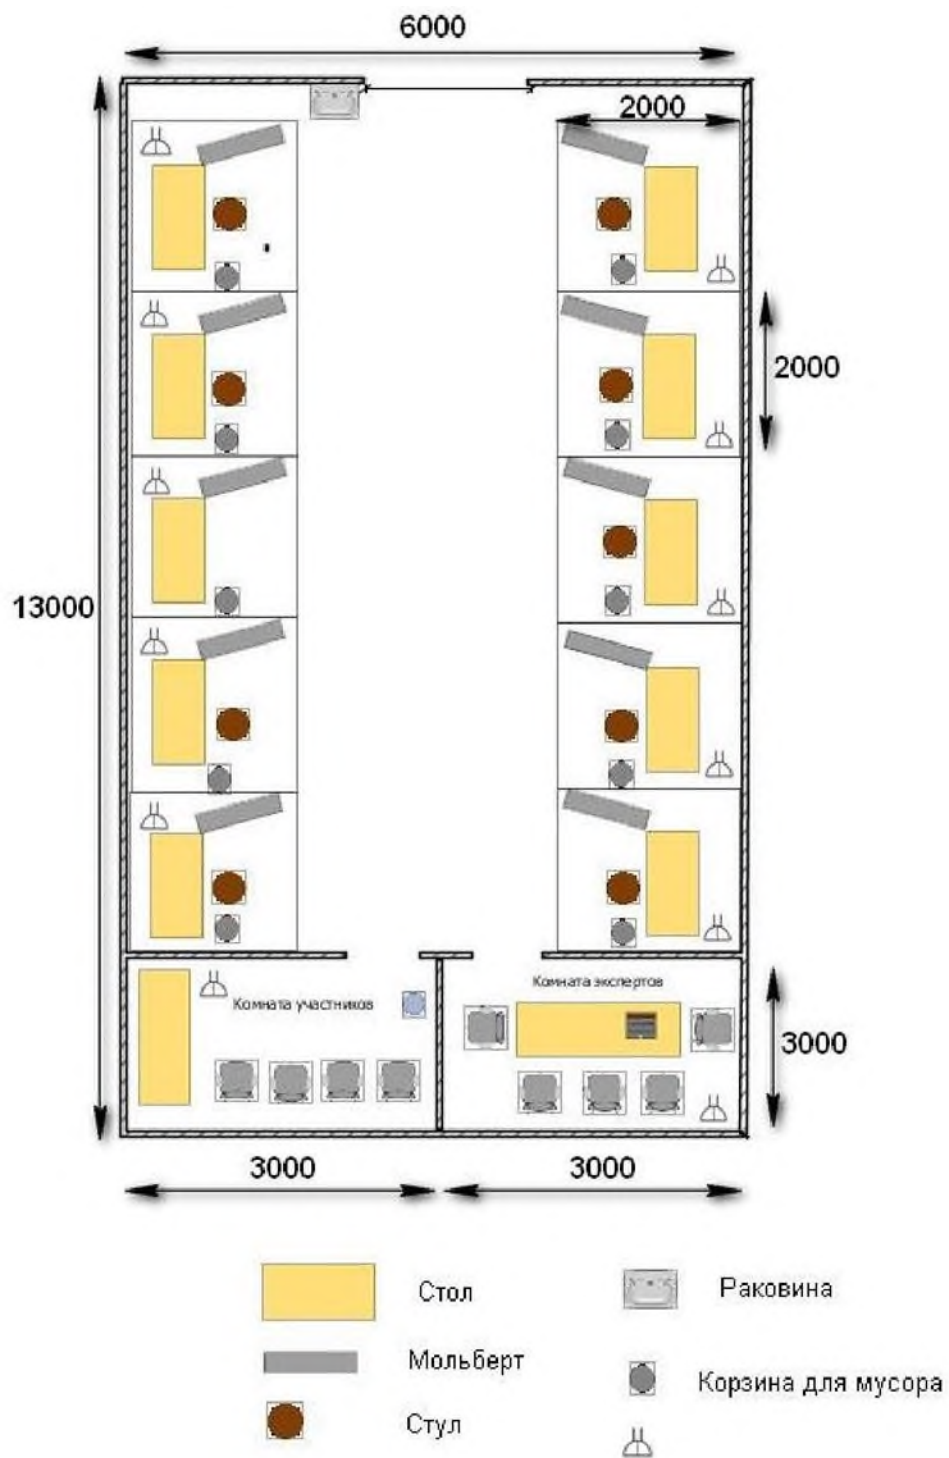 6000
2000
2000
13000
Комната участников
Комната экспертов
3000
3000
3000
Стол
Раковина
Мольберт
Корзина для мусора
Стул